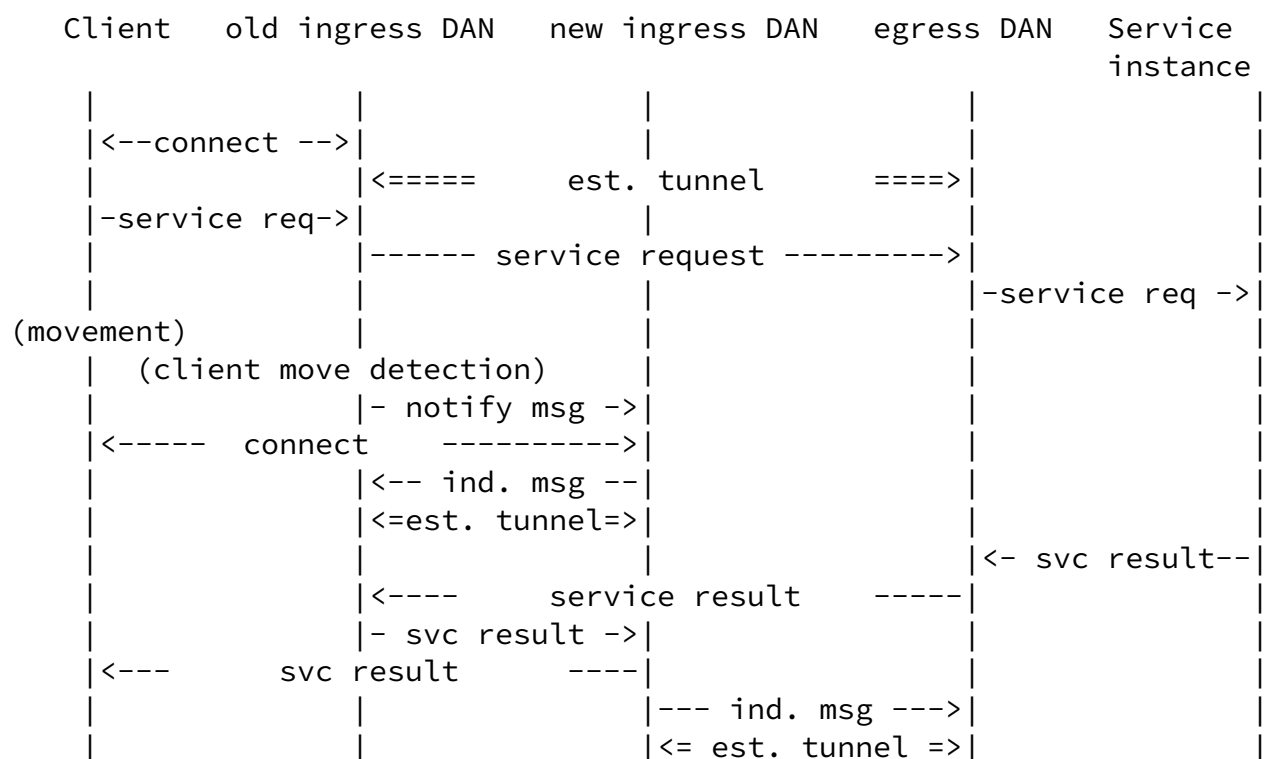 Client   old ingress DAN   new ingress DAN   egress DAN   Service
                                                          instance
     |             |              |                |              |
     |<--connect -->|              |                |              |
     |             |<=====     est. tunnel      ====>|              |
     |-service req->|              |                |              |
     |             |------ service request --------->|              |
     |             |              |                |-service req ->|
(movement)         |              |                |              |
     |  (client move detection)   |                |              |
     |             |- notify msg ->|                |              |
     |<-----  connect    ---------->|                |              |
     |             |<-- ind. msg --|                |              |
     |             |<=est. tunnel=>|                |              |
     |             |              |                |<- svc result--|
     |             |<----     service result    -----|              |
     |             |- svc result ->|                |              |
     |<---      svc result    ----|                |              |
     |             |              |--- ind. msg --->|              |
     |             |              |<= est. tunnel =>|              |